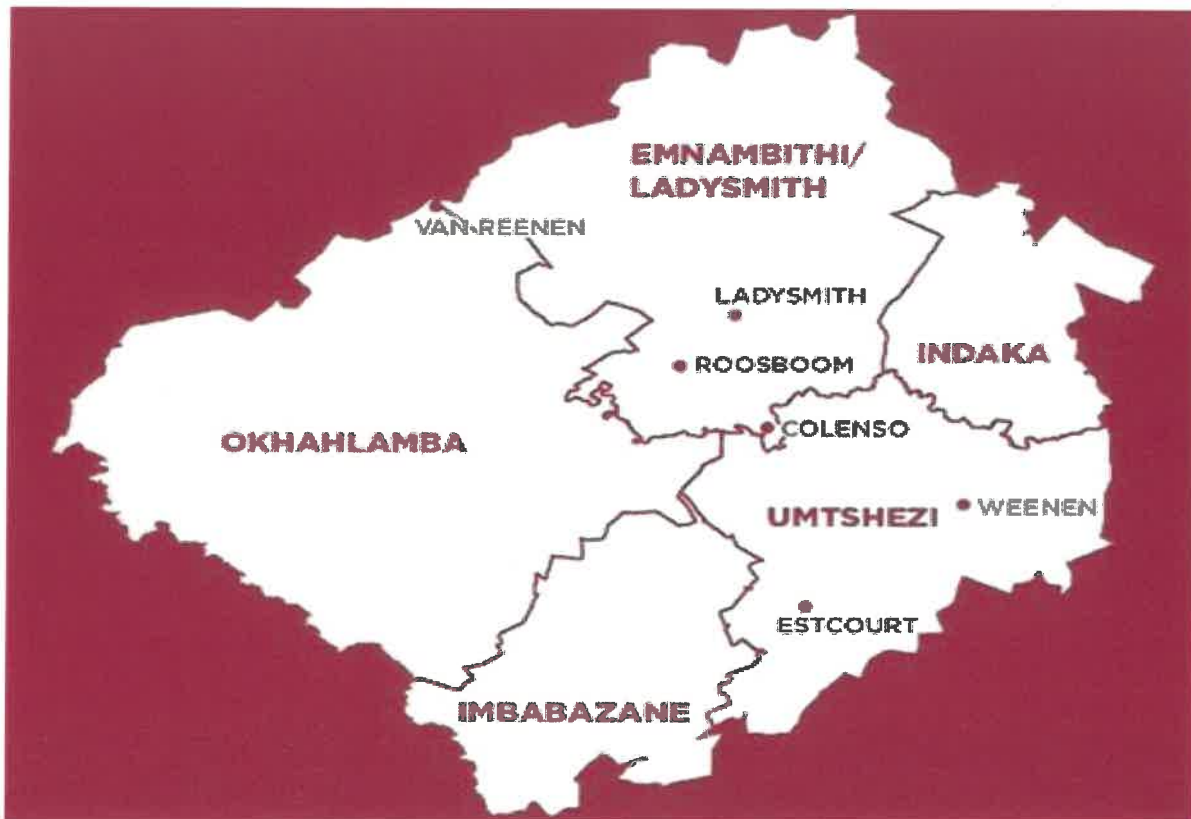 EMNAMBITHI/
LADYSMITH
VAN-REENEN
LADYSMITH
INDAKA
ROOSBOOM
COLENSO
OKHAHLAMBA
WEENEN
UMTSHEZI
ESTCOURT
IMBABAZANE